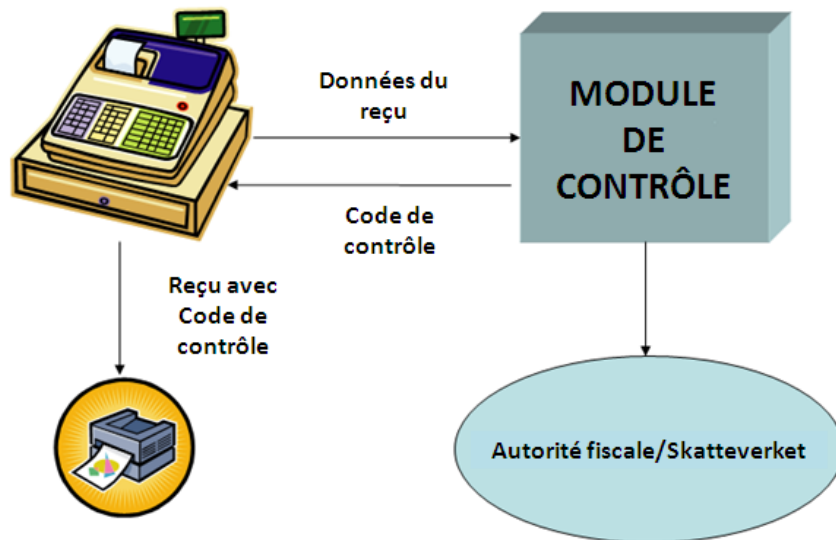 Données du
reçu
MODULE
DE
CONTRÔLE
Code de
contrôle
Reçu avec
Code de
contrôle
Autorité fiscale/Skatteverket